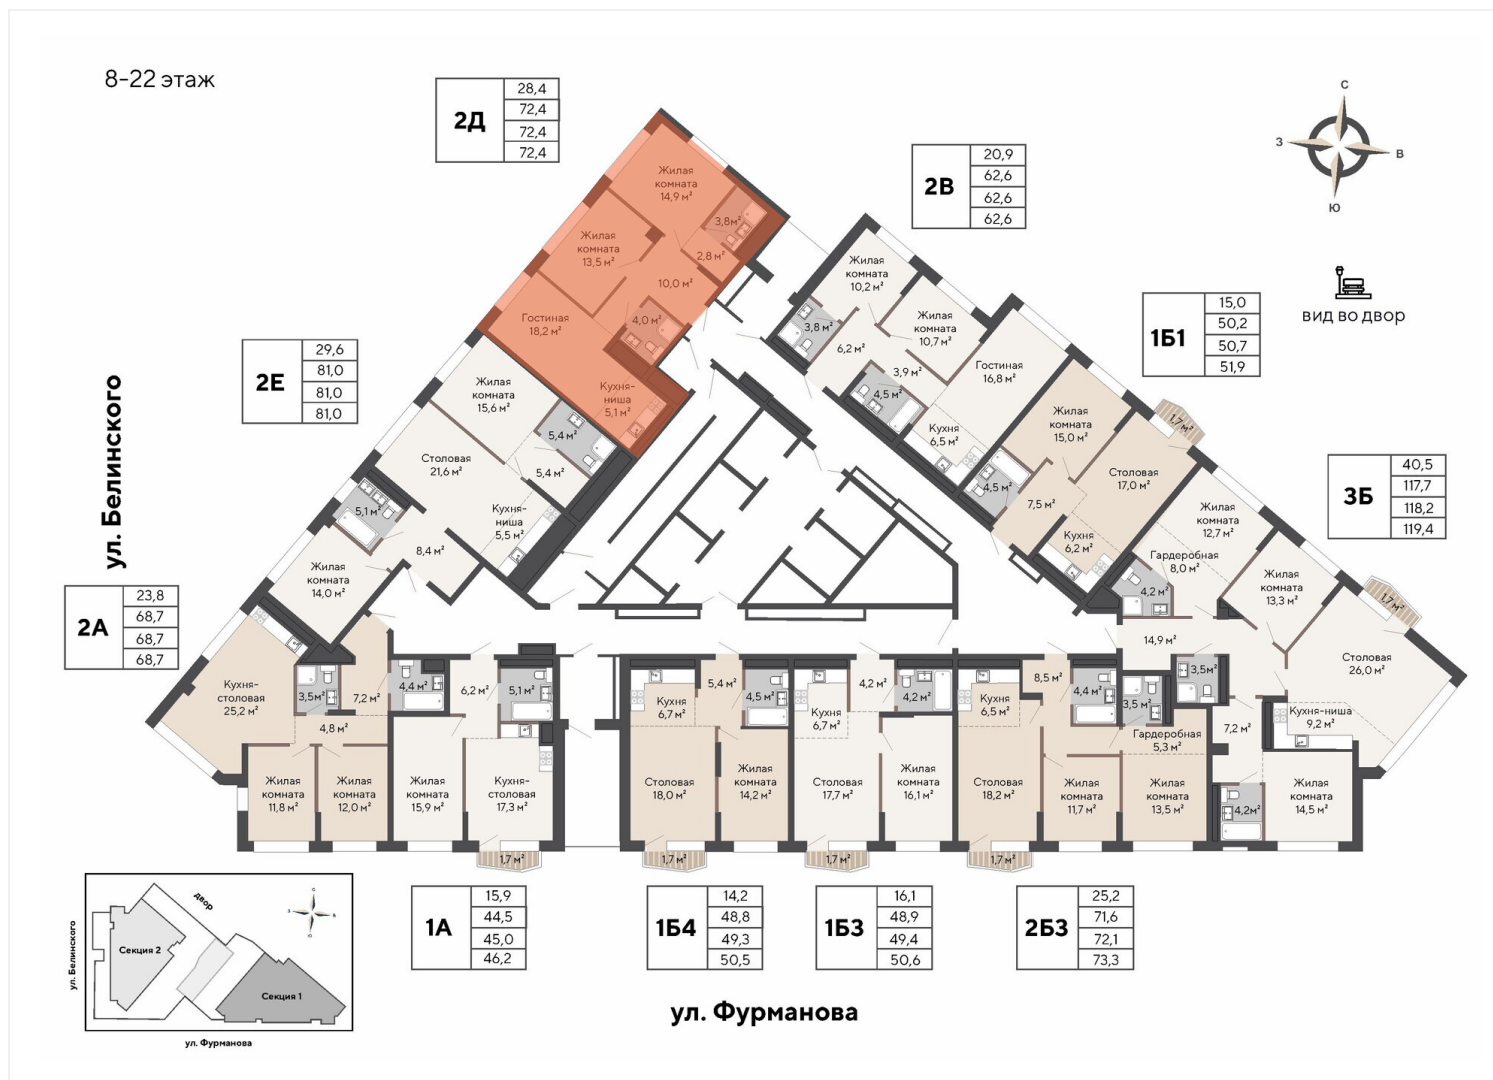 8-22 этаж
2Д
28,4
72,4
72,4
72,4
2В
20,9
62,6
62,6
62,6
С
З
В
Ю
вид во двор
1Б1
15,0
50,2
50,7
51,9
2Е
29,6
81,0
81,0
81,0
3Б
40,5
117,7
118,2
119,4
ул. Белинского
2А
23,8
68,7
68,7
68,7
Жилая
комната
14,9 м²
3,8м²
2,8 м²
Жилая
комната
13,5 м²
10,0 м²
Гостиная
18,2 м²
4,0м²
Кухня-
ниша
5,1 м²
Жилая
комната
15,6 м²
5,4 м²
5,4 м²
Столовая
21,6 м²
Кухня-
ниша
5,5 м²
5,1м²
8,4 м²
Жилая
комната
14,0 м²
Жилая
комната
10,2 м²
3,8 м²
6,2 м²
Жилая
комната
10,7 м²
3,9 м²
4,5 м²
Гостиная
16,8 м²
Кухня
6,5 м²
Жилая
комната
15,0 м²
1,7 м²
Столовая
17,0 м²
4,5 м²
7,5 м²
Кухня
6,2 м²
Жилая
комната
12,7 м²
Гардеробная
8,0 м²
4,2 м²
Жилая
комната
13,3 м²
1,7 м²
14,9 м²
3,5м²
Столовая
26,0 м²
Кухня-ниша
9,2 м²
7,2 м²
4,2м²
Жилая
комната
14,5 м²
Кухня-
столовая
25,2 м²
3,5м²
7,2 м²
4,4 м²
4,8 м²
Жилая
комната
11,8 м²
Жилая
комната
12,0 м²
6,2 м²
5,1 м²
Жилая
комната
15,9 м²
Кухня-
столовая
17,3 м²
1,7 м²
5,4 м²
4,5 м²
Кухня
6,7 м²
Столовая
18,0 м²
Жилая
комната
14,2 м²
1,7 м²
4,2 м²
4,2 м²
Кухня
6,7 м²
Столовая
17,7 м²
Жилая
комната
16,1 м²
1,7 м²
8,5 м²
4,4 м²
Кухня
6,5 м²
3,5м²
Гардеробная
5,3 м²
Столовая
18,2 м²
Жилая
комната
11,7 м²
Жилая
комната
13,5 м²
1,7 м²
1А
15,9
44,5
45,0
46,2
1Б4
14,2
48,8
49,3
50,5
1Б3
16,1
48,9
49,4
50,6
2Б3
25,2
71,6
72,1
73,3
ул. Фурманова
двор
ул. Белинского
Секция 2
Секция 1
ул. Фурманова